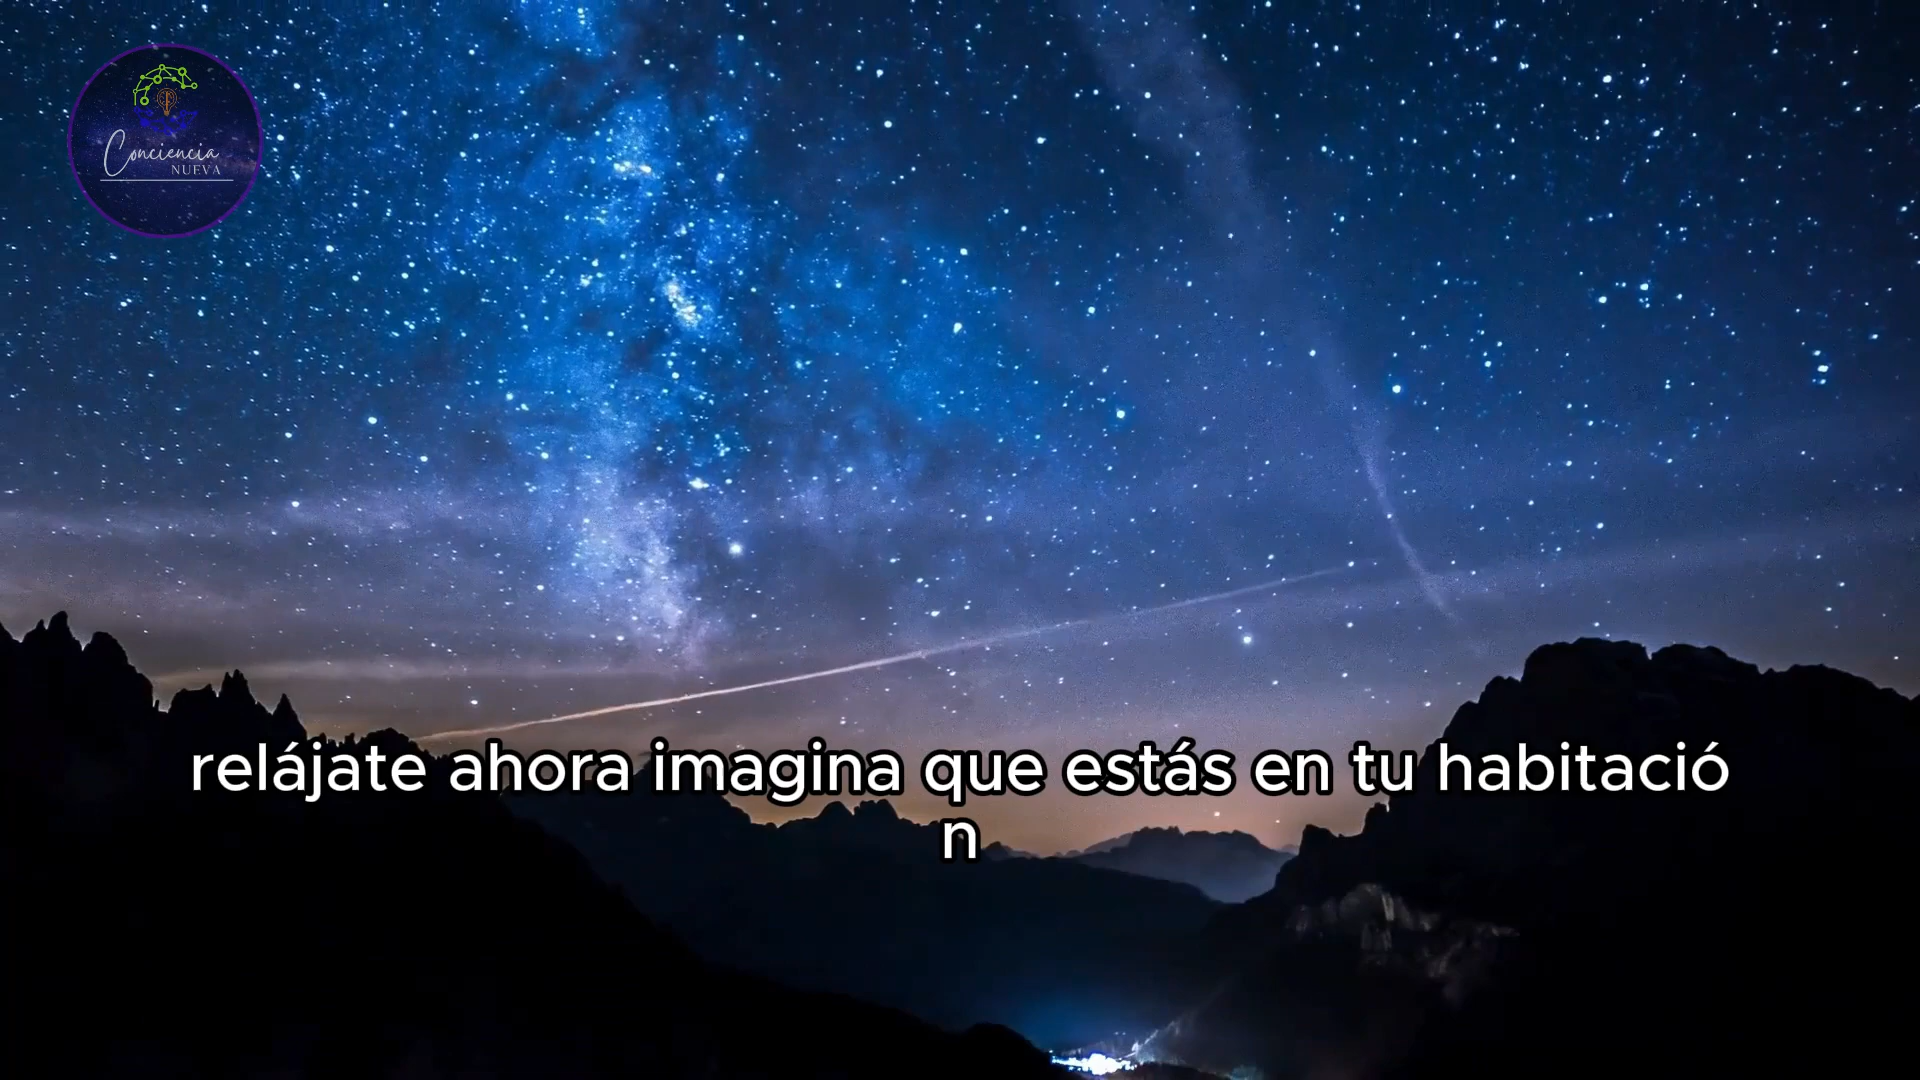 Conciencia
NUEVA
relájate ahora imagina que estás en tu habitació
n